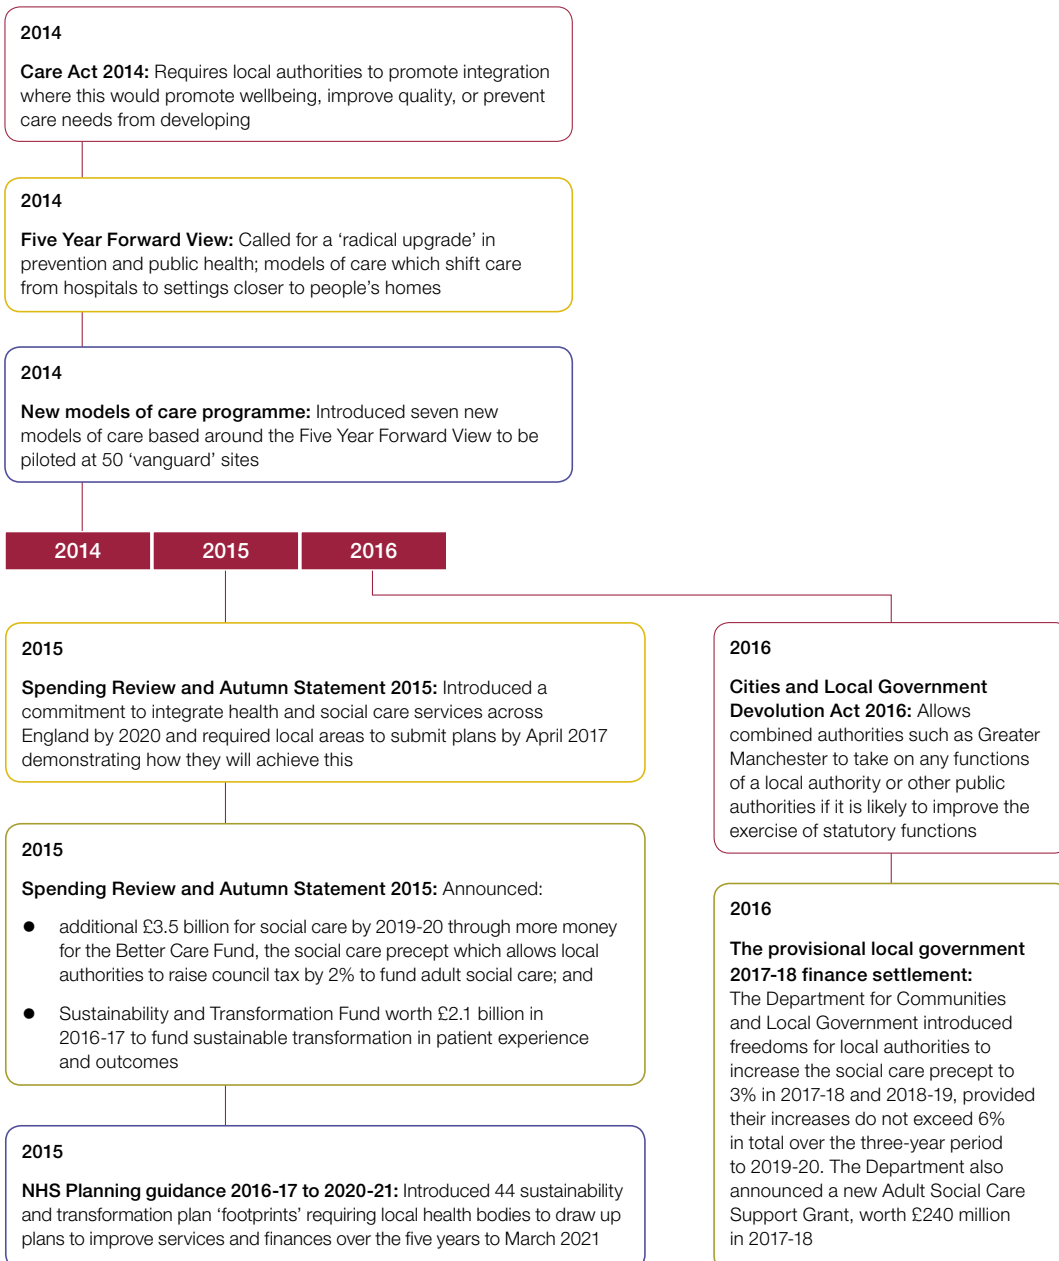 2014
Care Act 2014: Requires local authorities to promote integration
where this would promote wellbeing, improve quality, or prevent
care needs from developing
2014
Five Year Forward View: Called for a ‘radical upgrade’ in
prevention and public health; models of care which shift care
from hospitals to settings closer to people’s homes
2014
New models of care programme: Introduced seven new
models of care based around the Five Year Forward View to be
piloted at 50 ‘vanguard’ sites
2014
2015
2016
2015
Spending Review and Autumn Statement 2015: Introduced a
commitment to integrate health and social care services across
England by 2020 and required local areas to submit plans by April 2017
demonstrating how they will achieve this
2015
Spending Review and Autumn Statement 2015: Announced:
● additional £3.5 billion for social care by 2019-20 through more money
for the Better Care Fund, the social care precept which allows local
authorities to raise council tax by 2% to fund adult social care; and
● Sustainability and Transformation Fund worth £2.1 billion in
2016-17 to fund sustainable transformation in patient experience
and outcomes
2015
NHS Planning guidance 2016-17 to 2020-21: Introduced 44 sustainability
and transformation plan ‘footprints’ requiring local health bodies to draw up
plans to improve services and finances over the five years to March 2021
2016
Cities and Local Government
Devolution Act 2016: Allows
combined authorities such as Greater
Manchester to take on any functions
of a local authority or other public
authorities if it is likely to improve the
exercise of statutory functions
2016
The provisional local government
2017-18 finance settlement:
The Department for Communities
and Local Government introduced
freedoms for local authorities to
increase the social care precept to
3% in 2017-18 and 2018-19, provided
their increases do not exceed 6%
in total over the three-year period
to 2019-20. The Department also
announced a new Adult Social Care
Support Grant, worth £240 million
in 2017-18